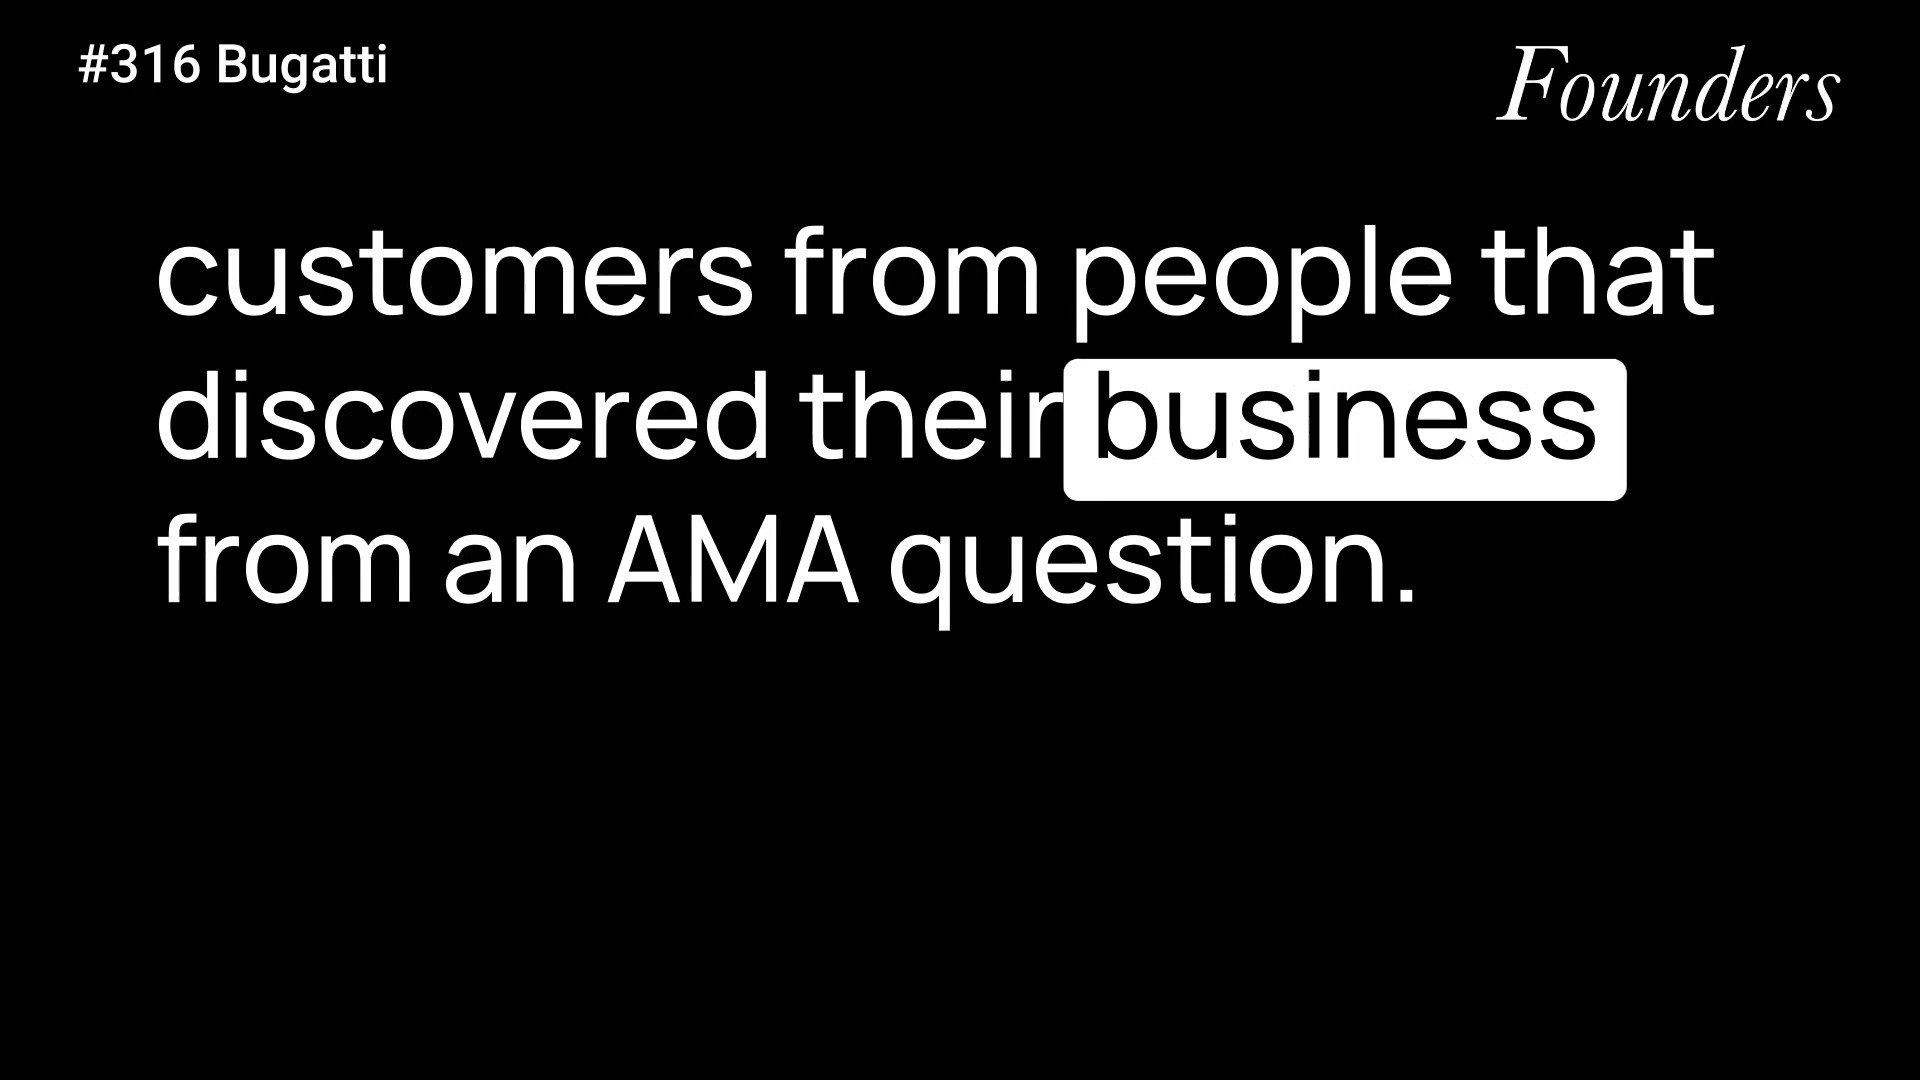 #316 Bugatti
Founders
customers from people that
discovered their business
from an AMA question.